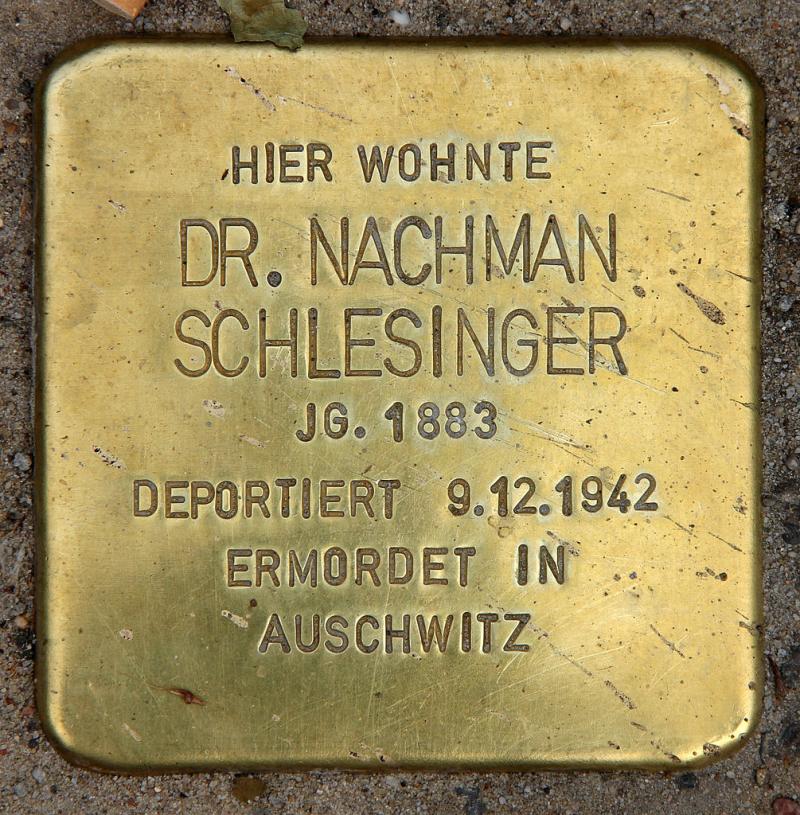 HIER WOHNTE
DR. NACHMAN
SCHLESINGER
JG. 1883
DEPORTIERT 9.12.1942
ERMORDET IN
AUSCHWITZ